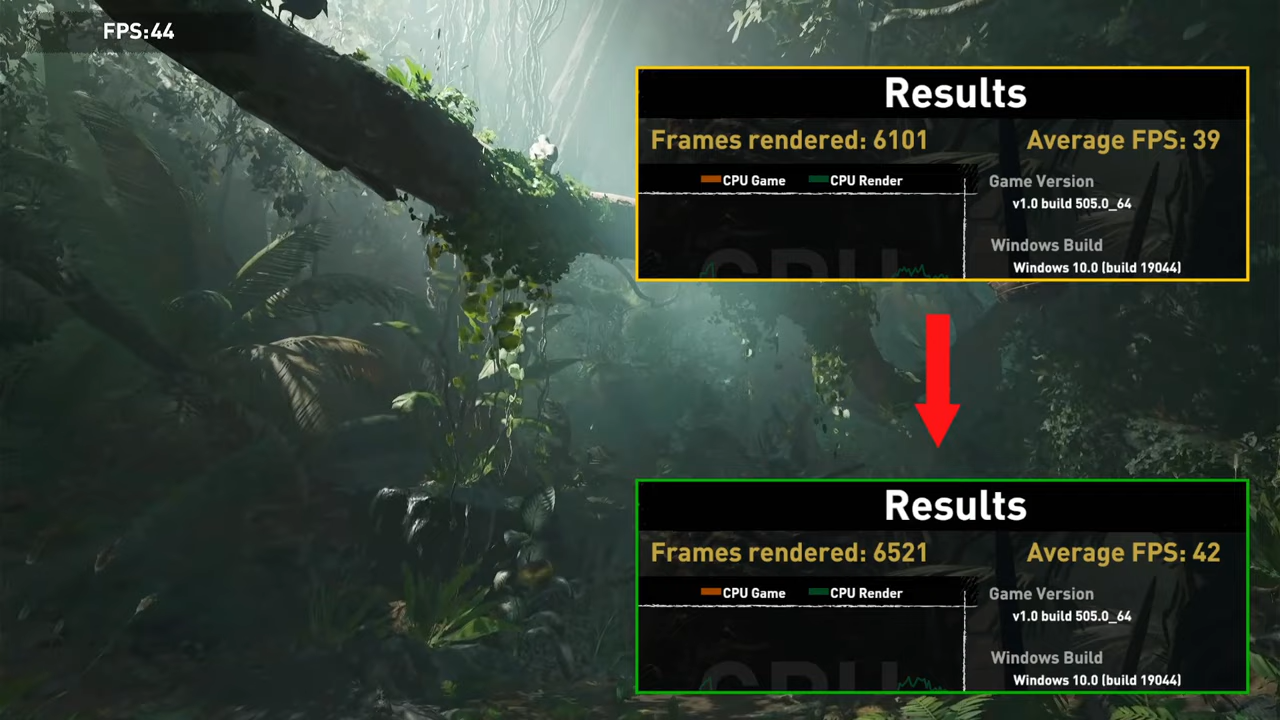 FPS:44
Results
Frames rendered: 6101 Average FPS: 39
CPU Game CPU Render
Game Version
v1.0 build 505.0_64
Windows Build
CPU
Windows 10.0 (build 19044)
Results
Frames rendered: 6521 Average FPS: 42
CPU Game CPU Render
Game Version
v1.0 build 505.0_64
Windows Build
CPU
Windows 10.0 (build 19044)